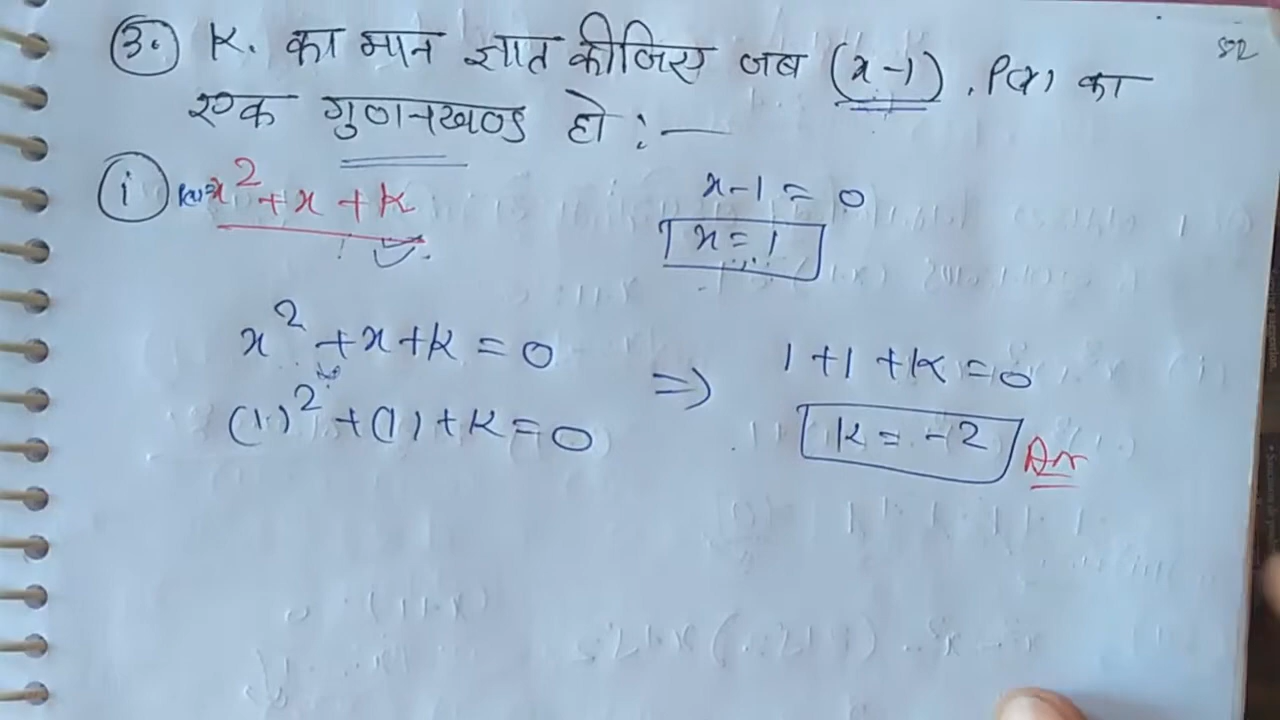 3. K. का मान ज्ञात कीजिए जब (x-1), P(x) का
एक गुणनखण्ड हो :—
i P(x)= x² + x + k
x-1 = 0
x = 1
x² + x + k = 0
(1)² + (1) + k = 0
⇒ 1 + 1 + k = 0
k = -2 Ans